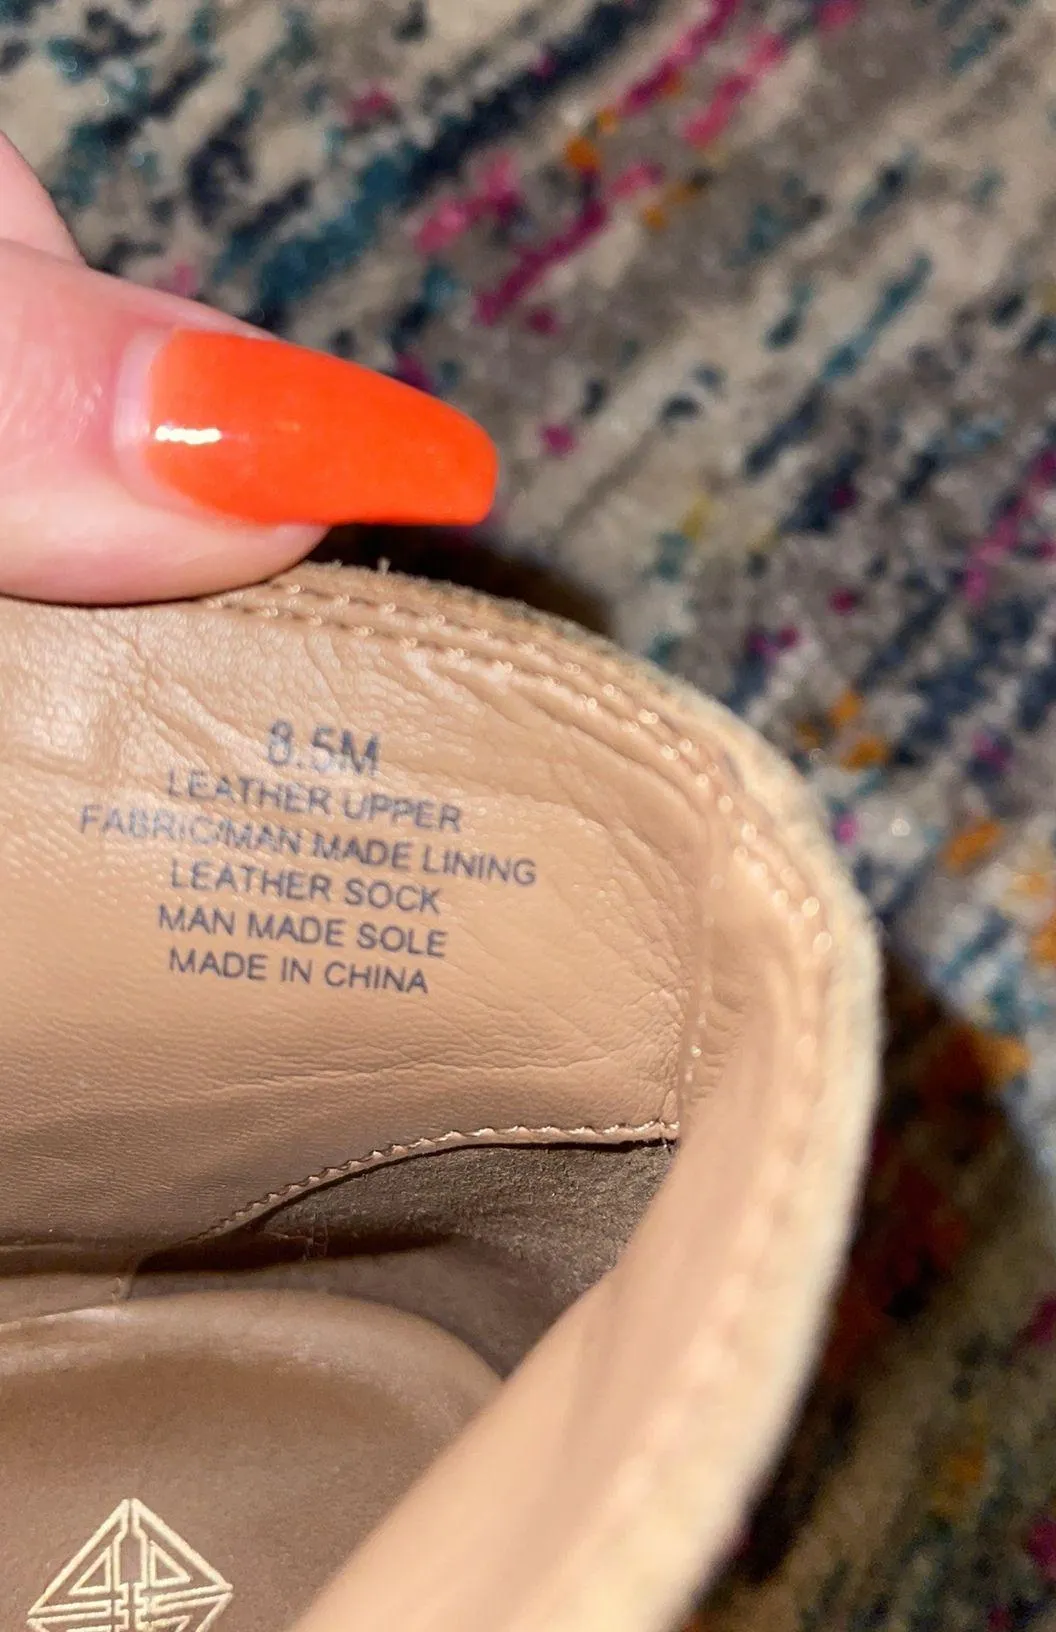 8.5M
LEATHER UPPER
FABRIC/MAN MADE LINING
LEATHER SOCK
MAN MADE SOLE
MADE IN CHINA